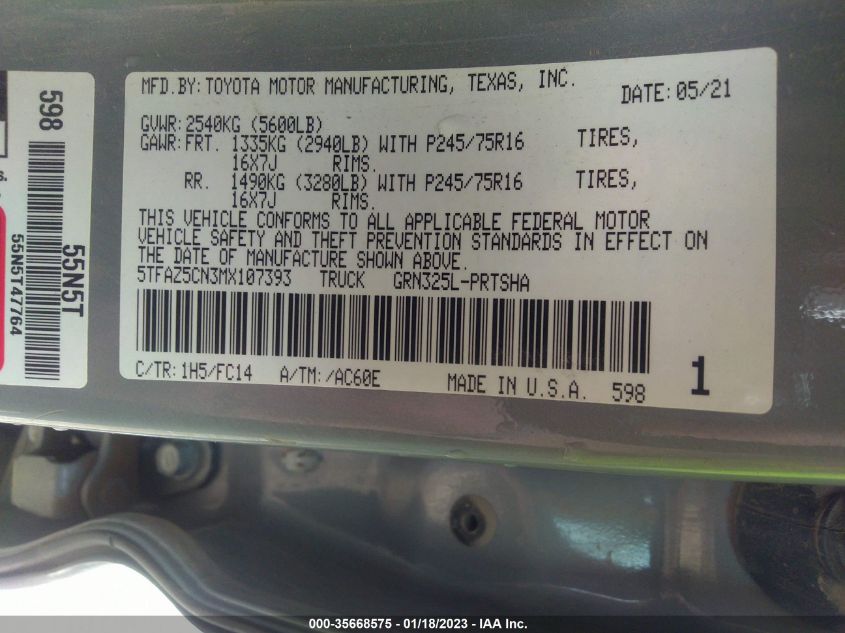 MFD.BY: TOYOTA MOTOR MANUFACTURING, TEXAS, INC. DATE: 05/21
GVWR: 2540KG (5600LB)
GAWR: FRT. 1335KG (2940LB) WITH P245/75R16 TIRES,
16X7J RIMS.
RR. 1490KG (3280LB) WITH P245/75R16 TIRES,
16X7J RIMS.
THIS VEHICLE CONFORMS TO ALL APPLICABLE FEDERAL MOTOR
VEHICLE SAFETY AND THEFT PREVENTION STANDARDS IN EFFECT ON
THE DATE OF MANUFACTURE SHOWN ABOVE.
5TFAZ5CN3MX107393 TRUCK GRN325L-PRTSHA
C/TR: 1H5/FC14 A/TM: /AC60E MADE IN U.S.A. 598 1
598
55N5T
55N5T47764
000-35668575 - 01/18/2023 - IAA Inc.